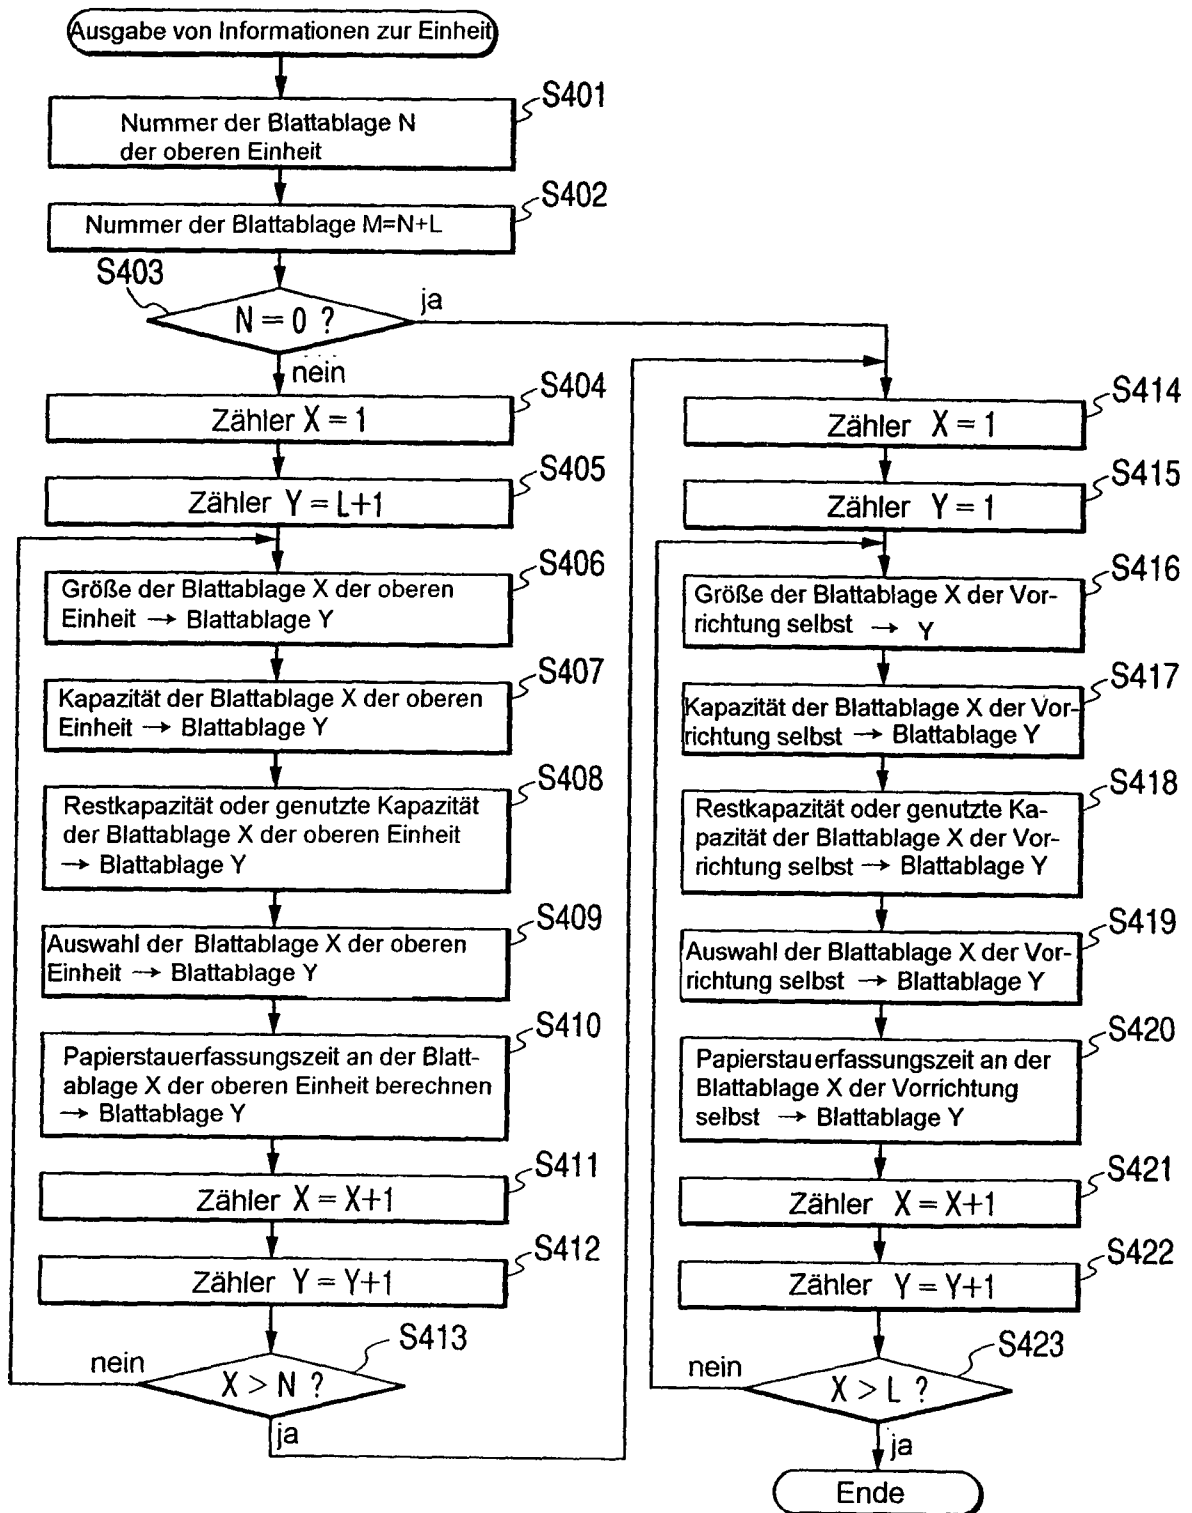 Ausgabe von Informationen zur Einheit
S401
Nummer der Blattablage N
der oberen Einheit
S402
Nummer der Blattablage M=N+L
S403
N = 0 ?
ja
nein
S404
Zähler X = 1
S405
Zähler Y = L+1
S406
Größe der Blattablage X der oberen
Einheit → Blattablage Y
S407
Kapazität der Blattablage X der oberen
Einheit → Blattablage Y
S408
Restkapazität oder genutzte Kapazität
der Blattablage X der oberen Einheit
→ Blattablage Y
S409
Auswahl der Blattablage X der oberen
Einheit → Blattablage Y
S410
Papierstauerfassungszeit an der Blatt-
ablage X der oberen Einheit berechnen
→ Blattablage Y
S411
Zähler X = X+1
S412
Zähler Y = Y+1
S413
nein
X > N ?
ja
S414
Zähler X = 1
S415
Zähler Y = 1
S416
Größe der Blattablage X der Vor-
richtung selbst → Y
S417
Kapazität der Blattablage X der Vor-
richtung selbst → Blattablage Y
S418
Restkapazität oder genutzte Ka-
pazität der Blattablage X der Vor-
richtung selbst → Blattablage Y
S419
Auswahl der Blattablage X der Vor-
richtung selbst → Blattablage Y
S420
Papierstauerfassungszeit an der
Blattablage X der Vorrichtung
selbst → Blattablage Y
S421
Zähler X = X+1
S422
Zähler Y = Y+1
S423
nein
X > L ?
ja
Ende